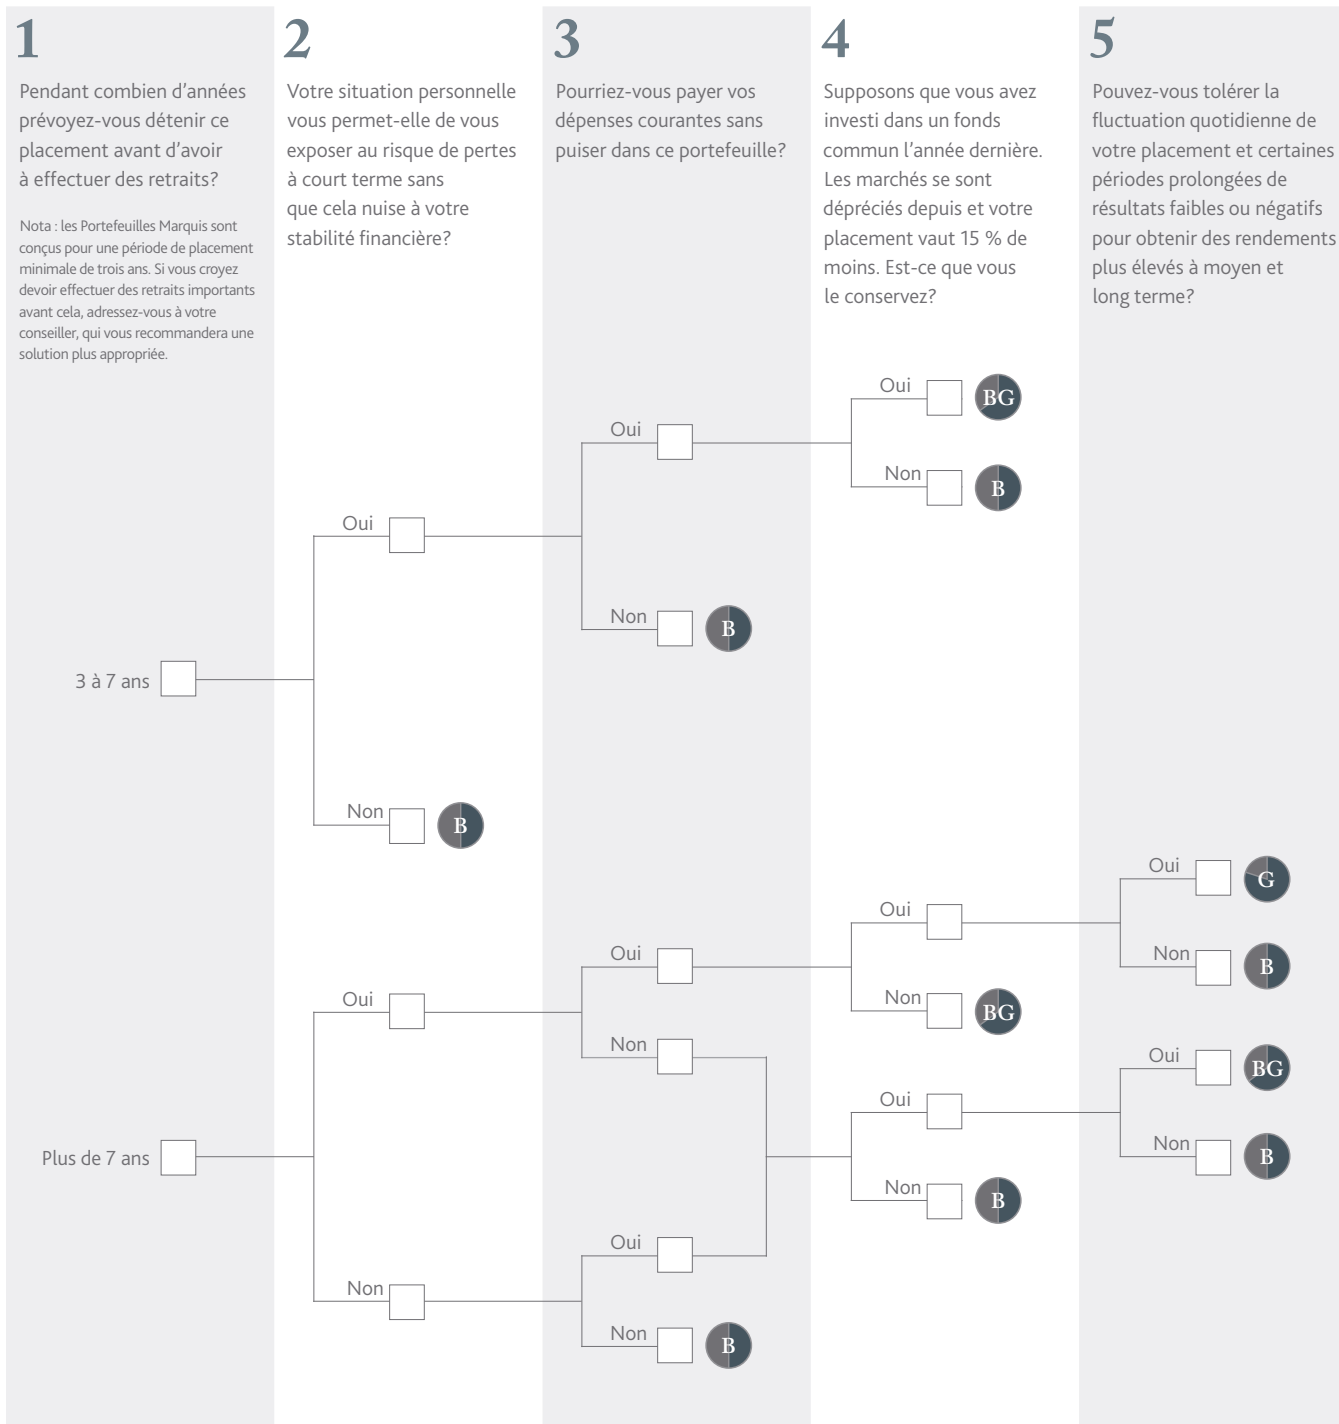 1
Pendant combien d'années
prévoyez-vous détenir ce
placement avant d'avoir
à effectuer des retraits?
Nota : les Portefeuilles Marquis sont
conçus pour une période de placement
minimale de trois ans. Si vous croyez
devoir effectuer des retraits importants
avant cela, adressez-vous à votre
conseiller, qui vous recommandera une
solution plus appropriée.
2
Votre situation personnelle
vous permet-elle de vous
exposer au risque de pertes
à court terme sans
que cela nuise à votre
stabilité financière?
3
Pourriez-vous payer vos
dépenses courantes sans
puiser dans ce portefeuille?
4
Supposons que vous avez
investi dans un fonds
commun l'année dernière.
Les marchés se sont
dépréciés depuis et votre
placement vaut 15 % de
moins. Est-ce que vous
le conservez?
5
Pouvez-vous tolérer la
fluctuation quotidienne de
votre placement et certaines
périodes prolongées de
résultats faibles ou négatifs
pour obtenir des rendements
plus élevés à moyen et
long terme?
Oui BG
Oui
Non B
Oui
Non B
3 à 7 ans
Non B
Oui G
Oui
Oui
Non B
Oui
Non BG
Non
Oui BG
Oui
Plus de 7 ans
Non B
Non B
Oui
Non
Non B